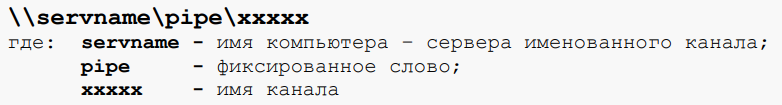 \\servname\pipe\xxxxx
где: servname - имя компьютера – сервера именованного канала;
pipe - фиксированное слово;
xxxxx - имя канала